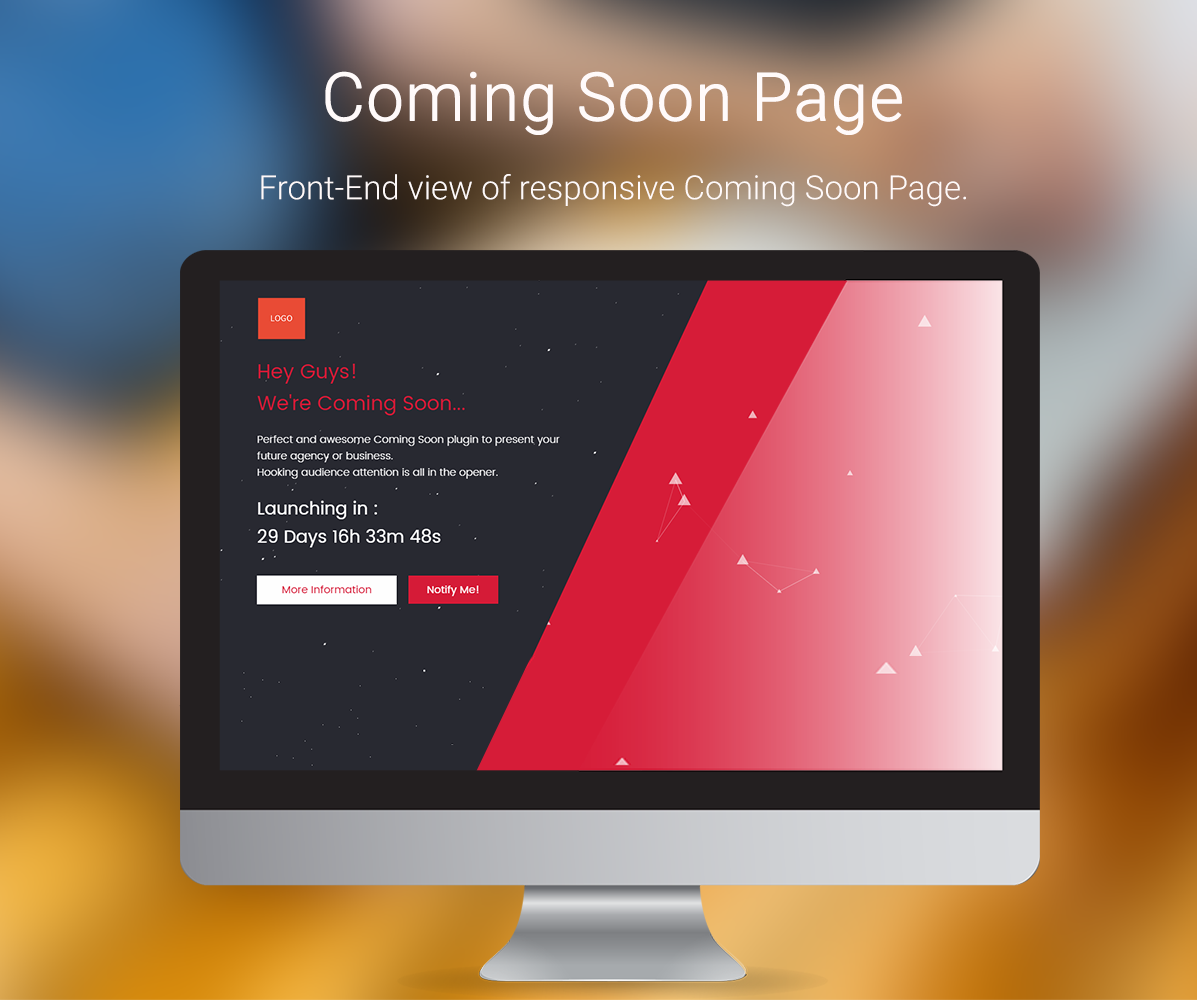 Coming Soon Page
Front-End view of responsive Coming Soon Page.
LOGO
Hey Guys!
We're Coming Soon...
Perfect and awesome Coming Soon plugin to present your
future agency or business.
Hooking audience attention is all in the opener.
Launching in :
29 Days 16h 33m 48s
More Information
Notify Me!